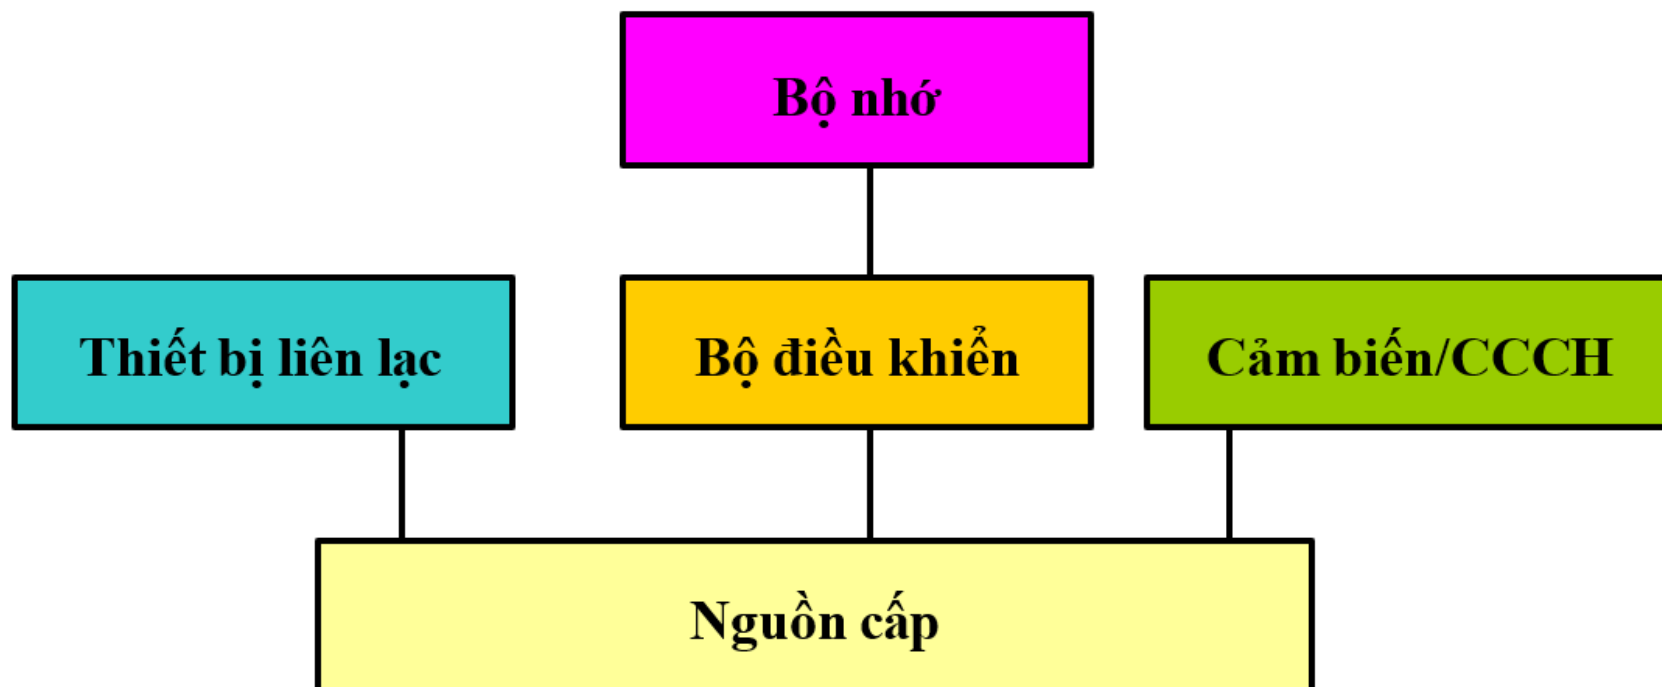 Bộ nhớ
Thiết bị liên lạc
Bộ điều khiển
Cảm biến/CCCH
Nguồn cấp